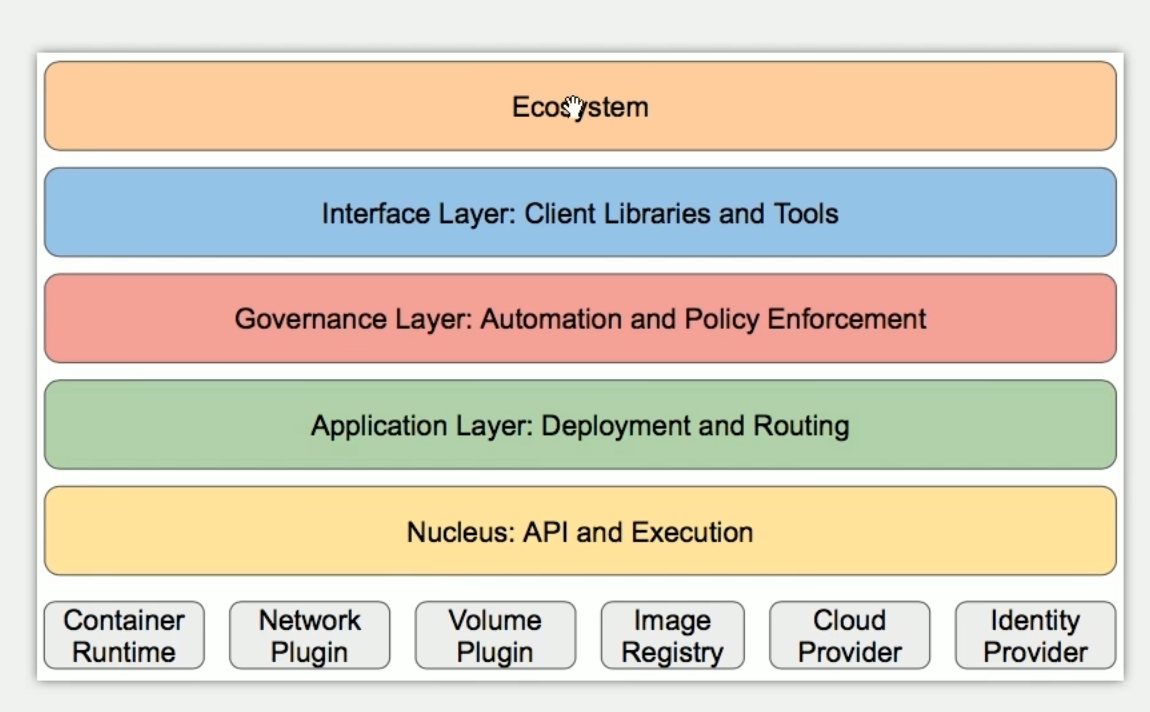 Ecosystem
Interface Layer: Client Libraries and Tools
Governance Layer: Automation and Policy Enforcement
Application Layer: Deployment and Routing
Nucleus: API and Execution
Container
Runtime
Network
Plugin
Volume
Plugin
Image
Registry
Cloud
Provider
Identity
Provider